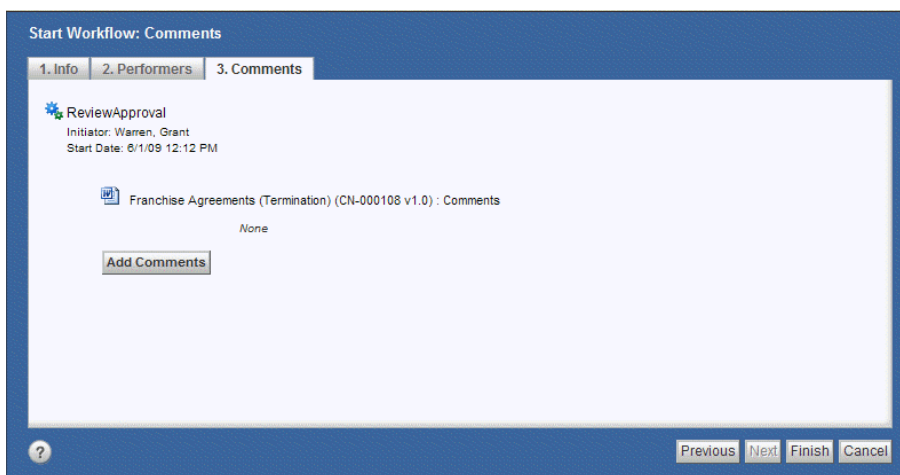 Start Workflow: Comments
1. Info 2. Performers 3. Comments
ReviewApproval
Initiator: Warren, Grant
Start Date: 6/1/09 12:12 PM
Franchise Agreements (Termination) (CN-000108 v1.0) : Comments
None
Add Comments
? Previous Next Finish Cancel